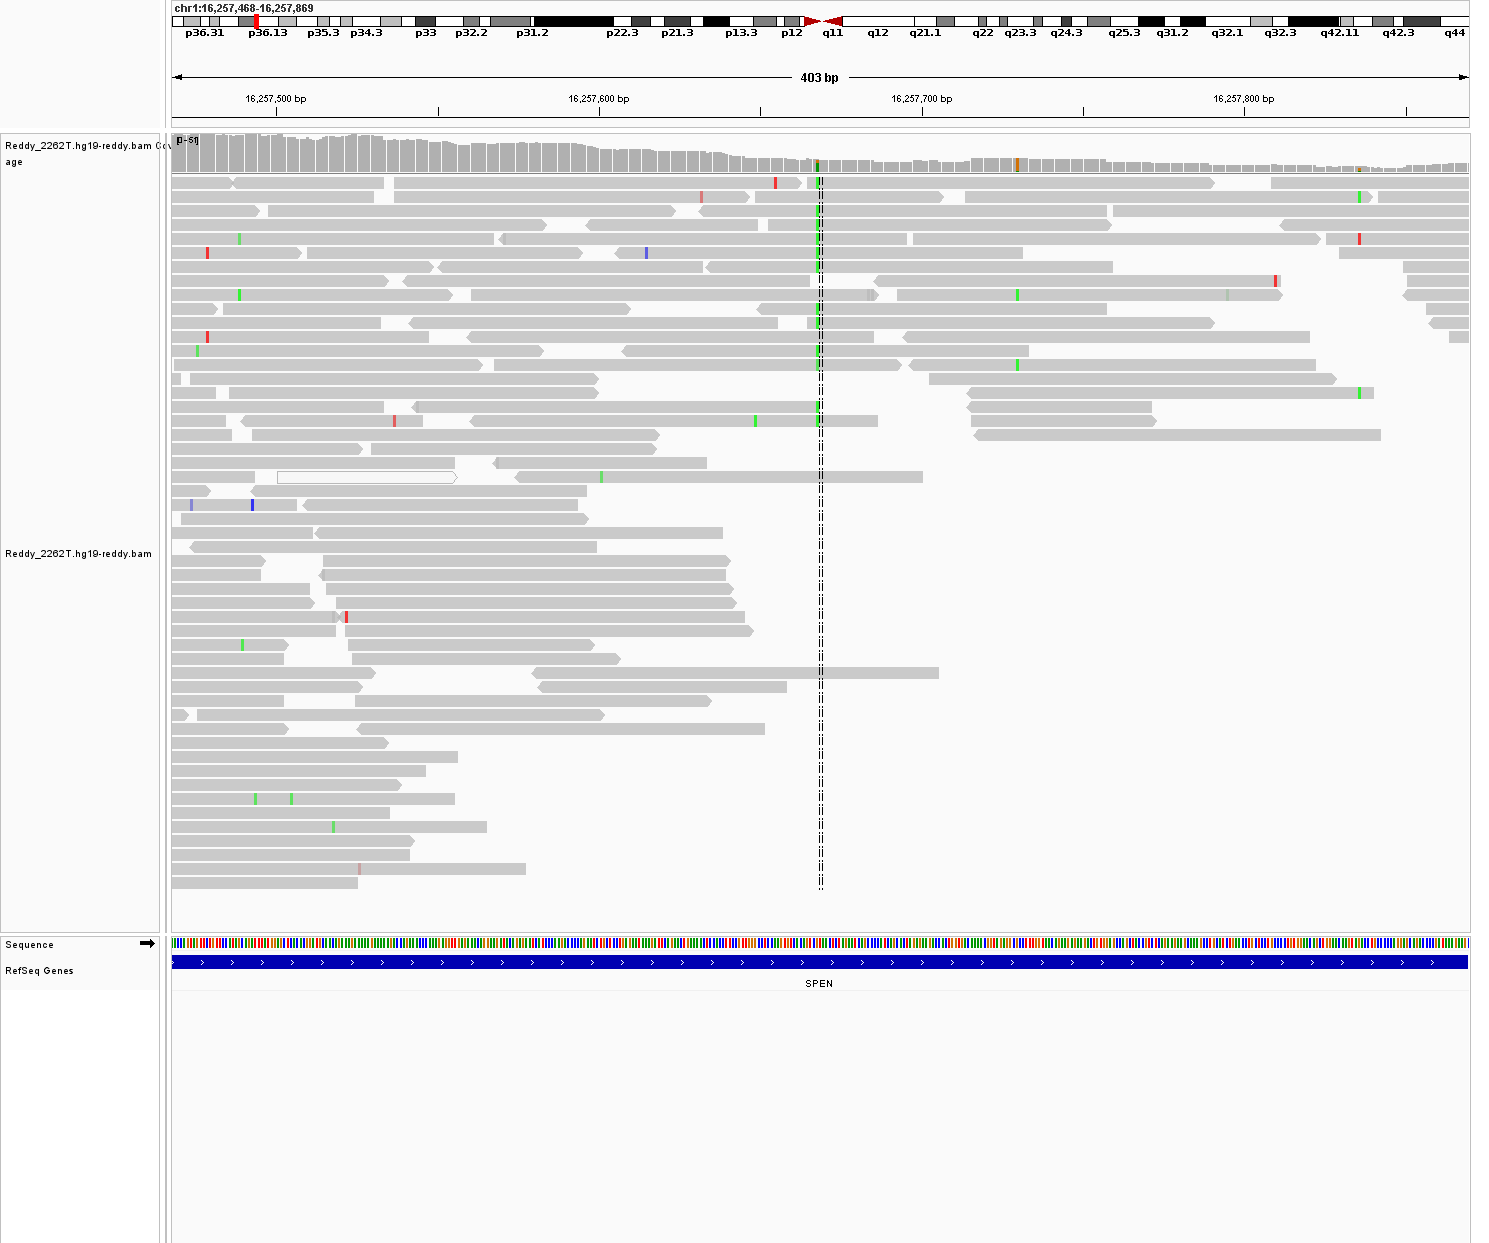 chr1:16,257,468-16,257,869
p36.31 p36.13 p35.3 p34.3 p33 p32.2 p31.2 p22.3 p21.3 p13.3 p12 q11 q12 q21.1 q22 q23.3 q24.3 q25.3 q31.2 q32.1 q32.3 q42.11 q42.3 q44
403 bp
16,257,500 bp 16,257,600 bp 16,257,700 bp 16,257,800 bp
[0-51]
Reddy_2262T.hg19-reddy.bam Cov
age
Reddy_2262T.hg19-reddy.bam
Sequence
RefSeq Genes
SPEN